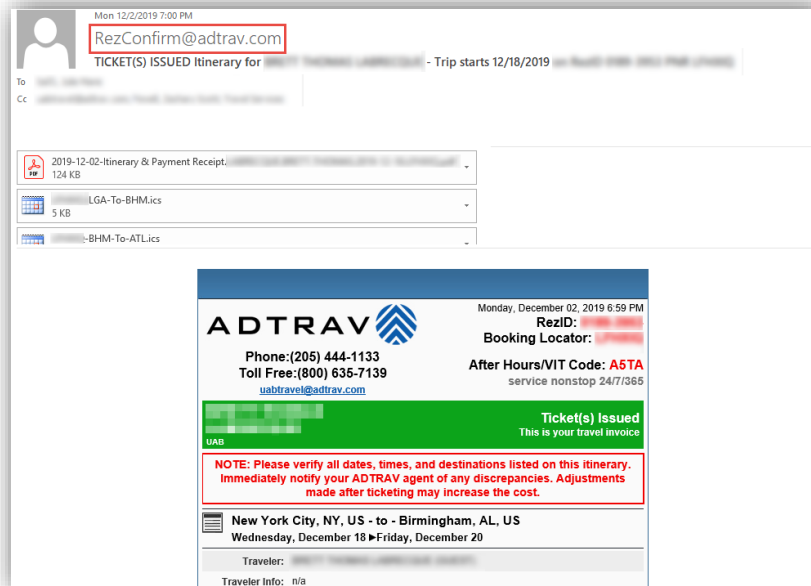 Mon 12/2/2019 7:00 PM
RezConfirm@adtrav.com
TICKET(S) ISSUED Itinerary for - Trip starts 12/18/2019
To
Cc
2019-12-02-Itinerary & Payment Receipt.
124 KB
LGA-To-BHM.ics
5 KB
-BHM-To-ATL.ics
ADTRAV
Phone:(205) 444-1133
Toll Free:(800) 635-7139
uabtravel@adtrav.com
Monday, December 02, 2019 6:59 PM
RezID:
Booking Locator:
After Hours/VIT Code: A5TA
service nonstop 24/7/365
UAB
Ticket(s) Issued
This is your travel invoice
NOTE: Please verify all dates, times, and destinations listed on this itinerary.
Immediately notify your ADTRAV agent of any discrepancies. Adjustments
made after ticketing may increase the cost.
New York City, NY, US - to - Birmingham, AL, US
Wednesday, December 18 ►Friday, December 20
Traveler:
Traveler Info: n/a